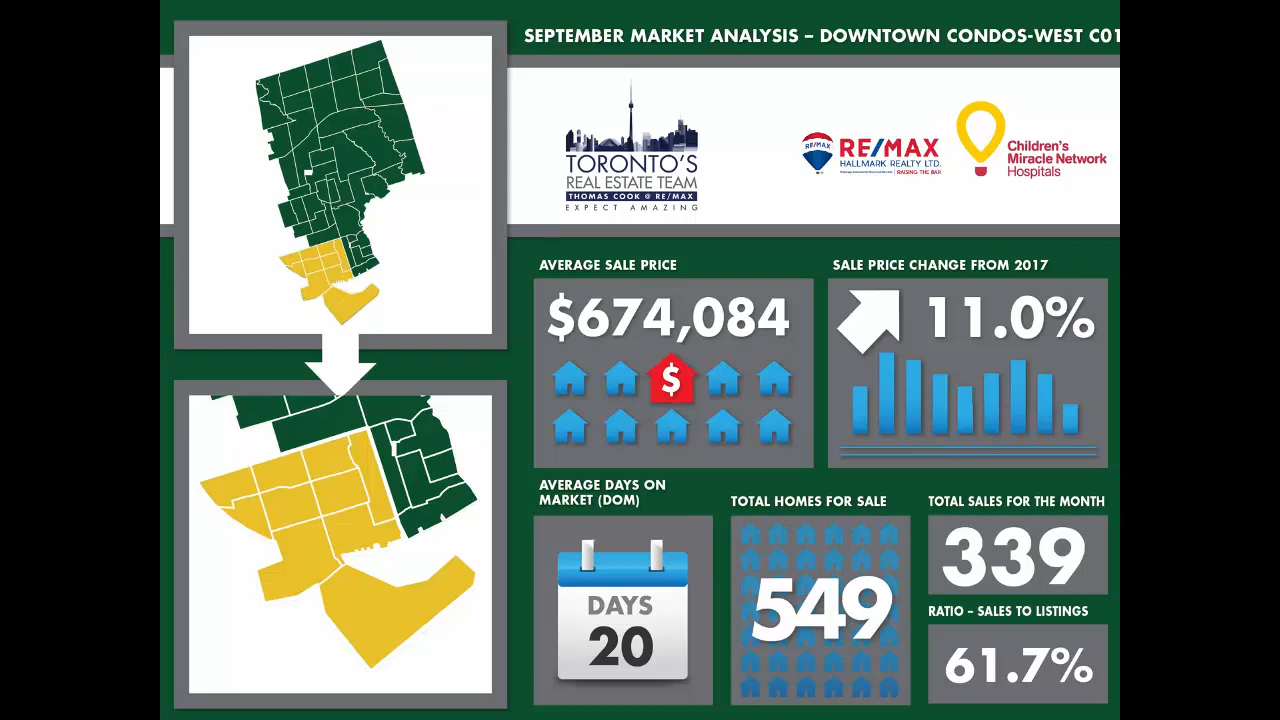 SEPTEMBER MARKET ANALYSIS – DOWNTOWN CONDOS-WEST C01
TORONTO'S
REAL ESTATE TEAM
THOMAS COOK @ RE/MAX
EXPECT AMAZING
RE/MAX
RE/MAX
HALLMARK REALTY LTD.
RAISING THE BAR
Children's
Miracle Network
Hospitals
AVERAGE SALE PRICE
$674,084
$
SALE PRICE CHANGE FROM 2017
11.0%
AVERAGE DAYS ON
MARKET (DOM)
DAYS
20
TOTAL HOMES FOR SALE
549
TOTAL SALES FOR THE MONTH
339
RATIO – SALES TO LISTINGS
61.7%